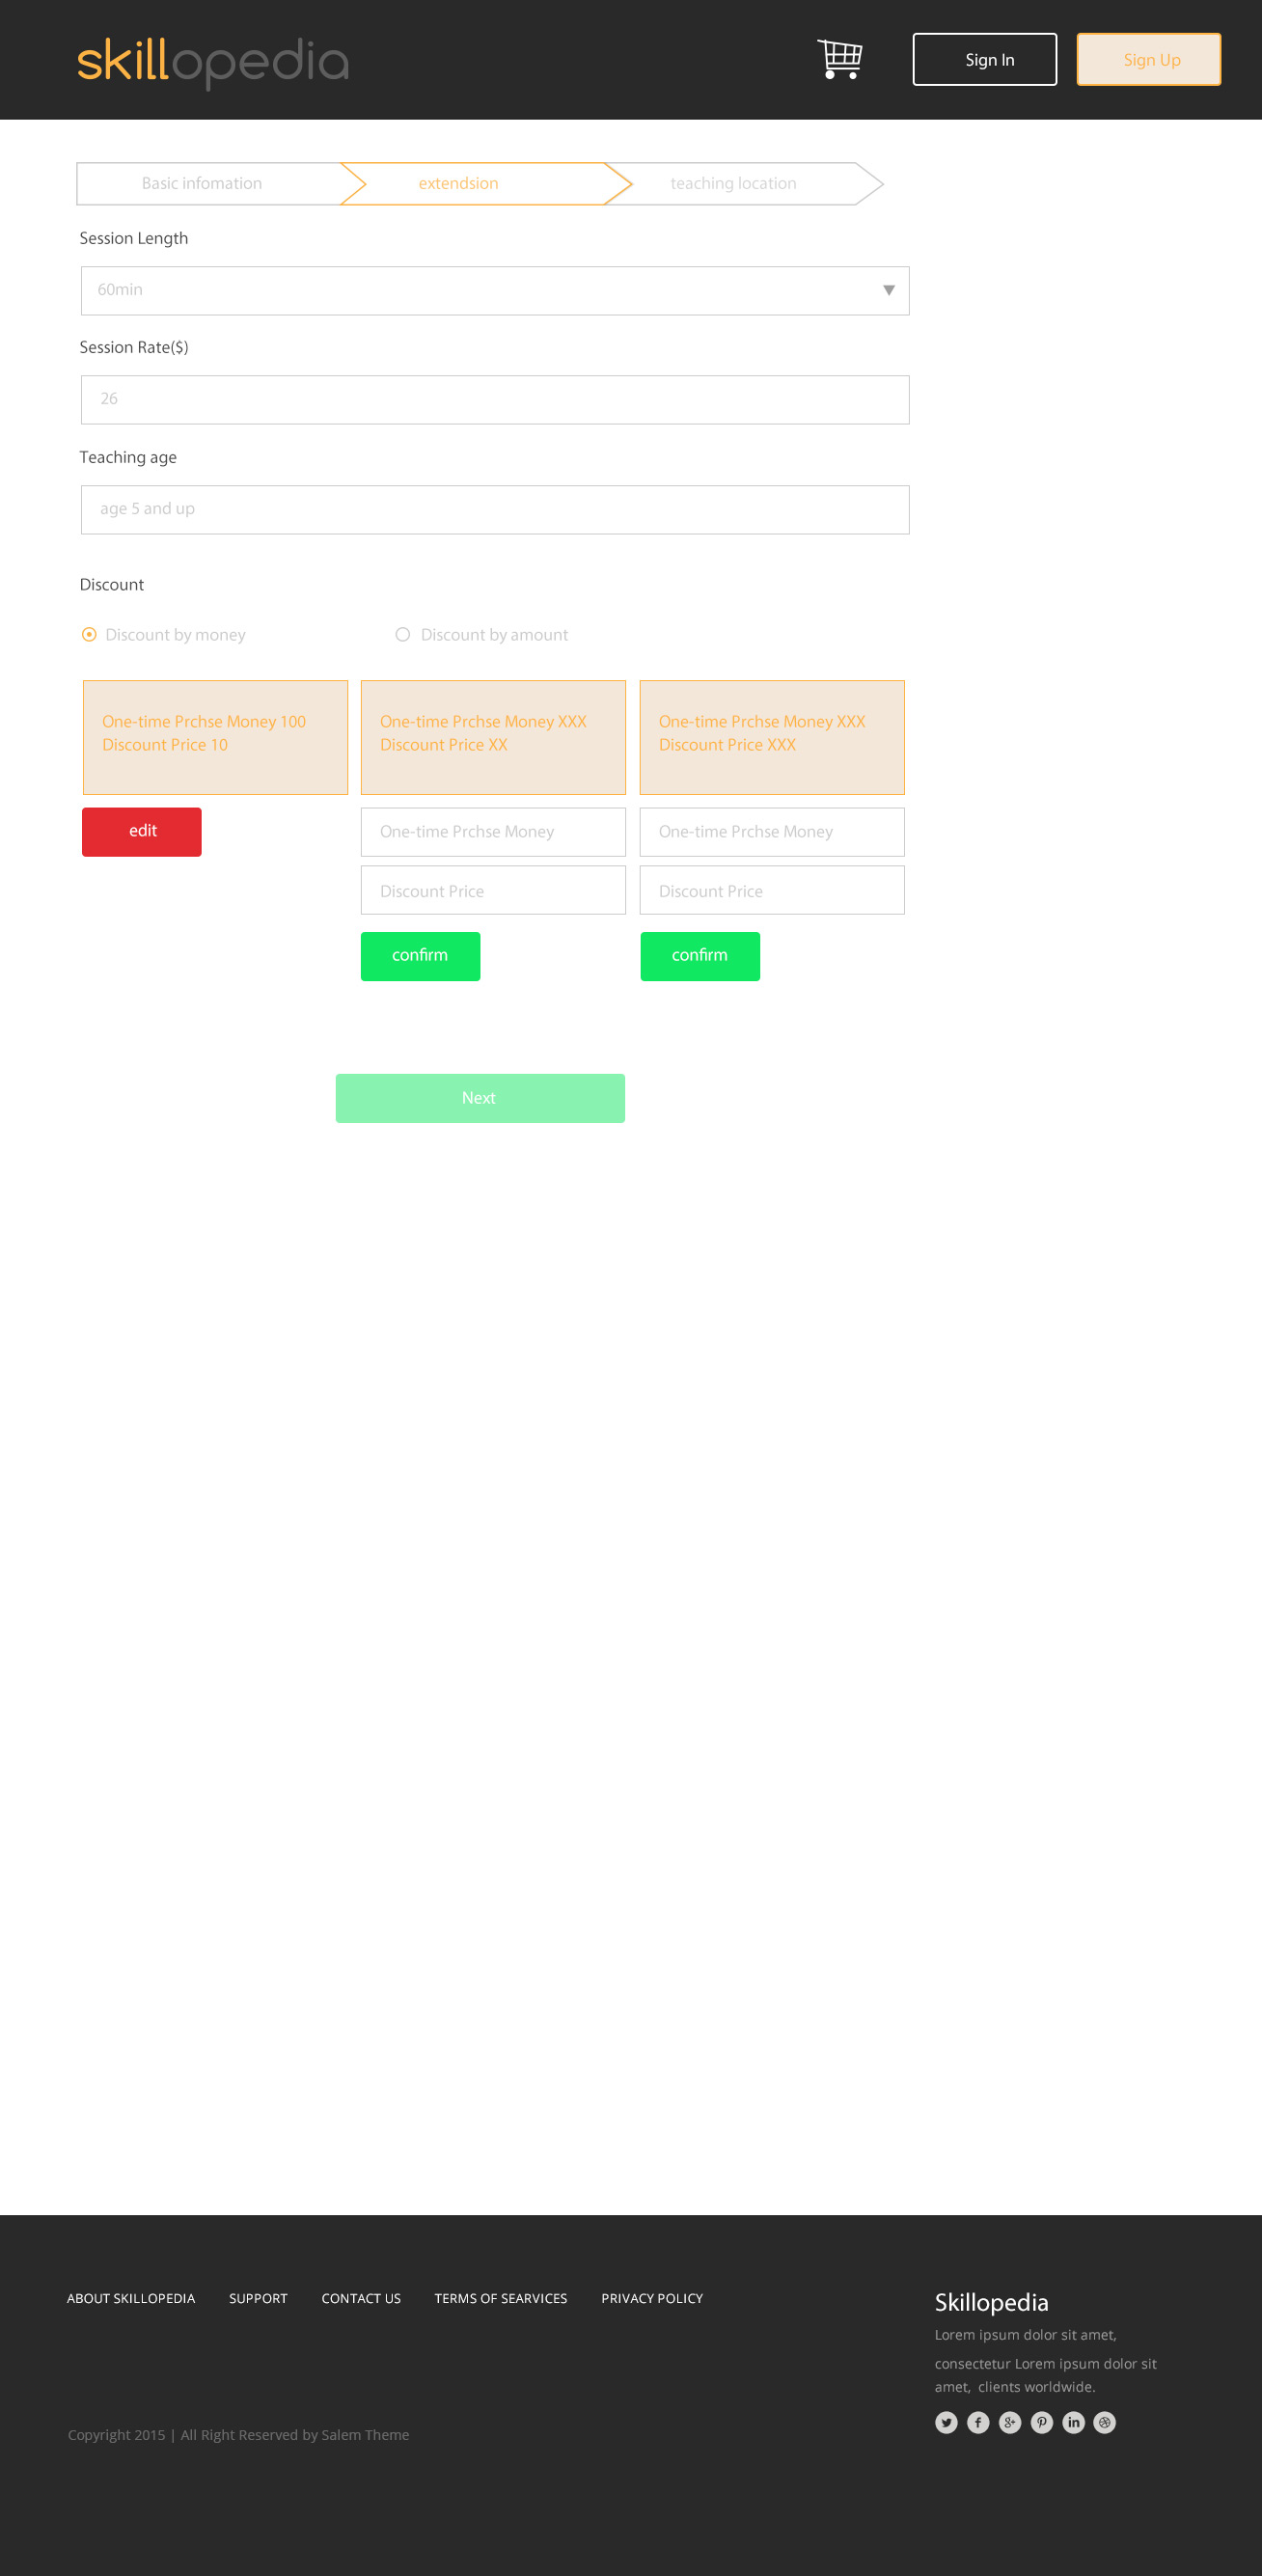 skillopedia
Sign In
Sign Up
Basic infomation
extendsion
teaching location
Session Length
60min
Session Rate($)
26
Teaching age
age 5 and up
Discount
Discount by money
Discount by amount
One-time Prchse Money 100
Discount Price 10
One-time Prchse Money XXX
Discount Price XX
One-time Prchse Money XXX
Discount Price XXX
edit
One-time Prchse Money
One-time Prchse Money
Discount Price
Discount Price
confirm
confirm
Next
ABOUT SKILLOPEDIA
SUPPORT
CONTACT US
TERMS OF SEARVICES
PRIVACY POLICY
Skillopedia
Lorem ipsum dolor sit amet,
consectetur Lorem ipsum dolor sit
amet, clients worldwide.
Copyright 2015 | All Right Reserved by Salem Theme